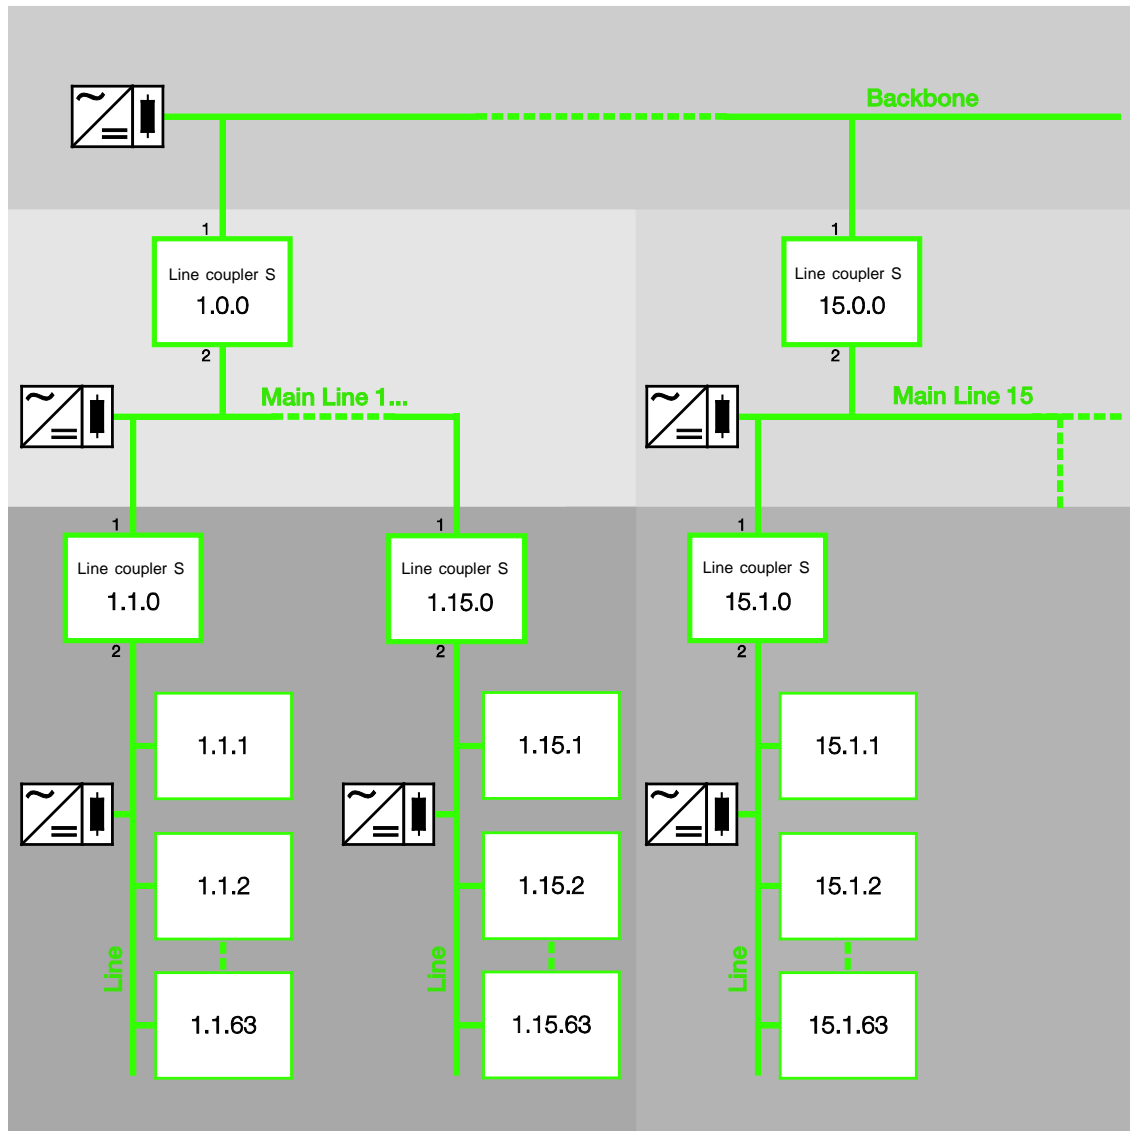 Backbone
1
1
Line coupler S
1.0.0
Line coupler S
15.0.0
2
2
Main Line 1...
Main Line 15
1
1
1
Line coupler S
1.1.0
Line coupler S
1.15.0
Line coupler S
15.1.0
2
2
2
1.1.1
1.15.1
15.1.1
1.1.2
1.15.2
15.1.2
Line
Line
Line
1.1.63
1.15.63
15.1.63